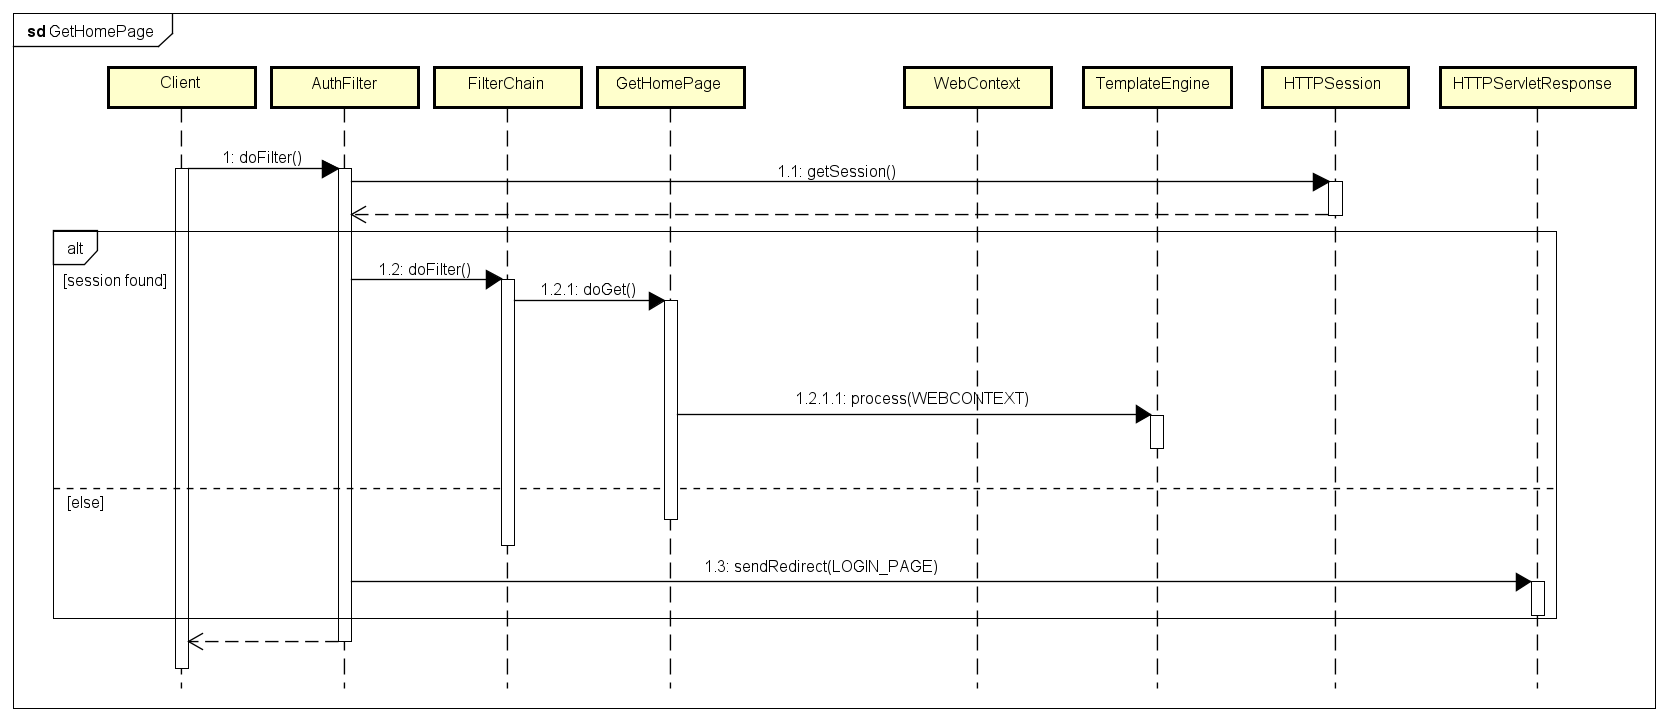 sd GetHomePage
Client
AuthFilter
FilterChain
GetHomePage
WebContext
TemplateEngine
HTTPSession
HTTPServletResponse
1: doFilter()
1.1: getSession()
alt
[session found]
1.2: doFilter()
1.2.1: doGet()
1.2.1.1: process(WEBCONTEXT)
[else]
1.3: sendRedirect(LOGIN_PAGE)